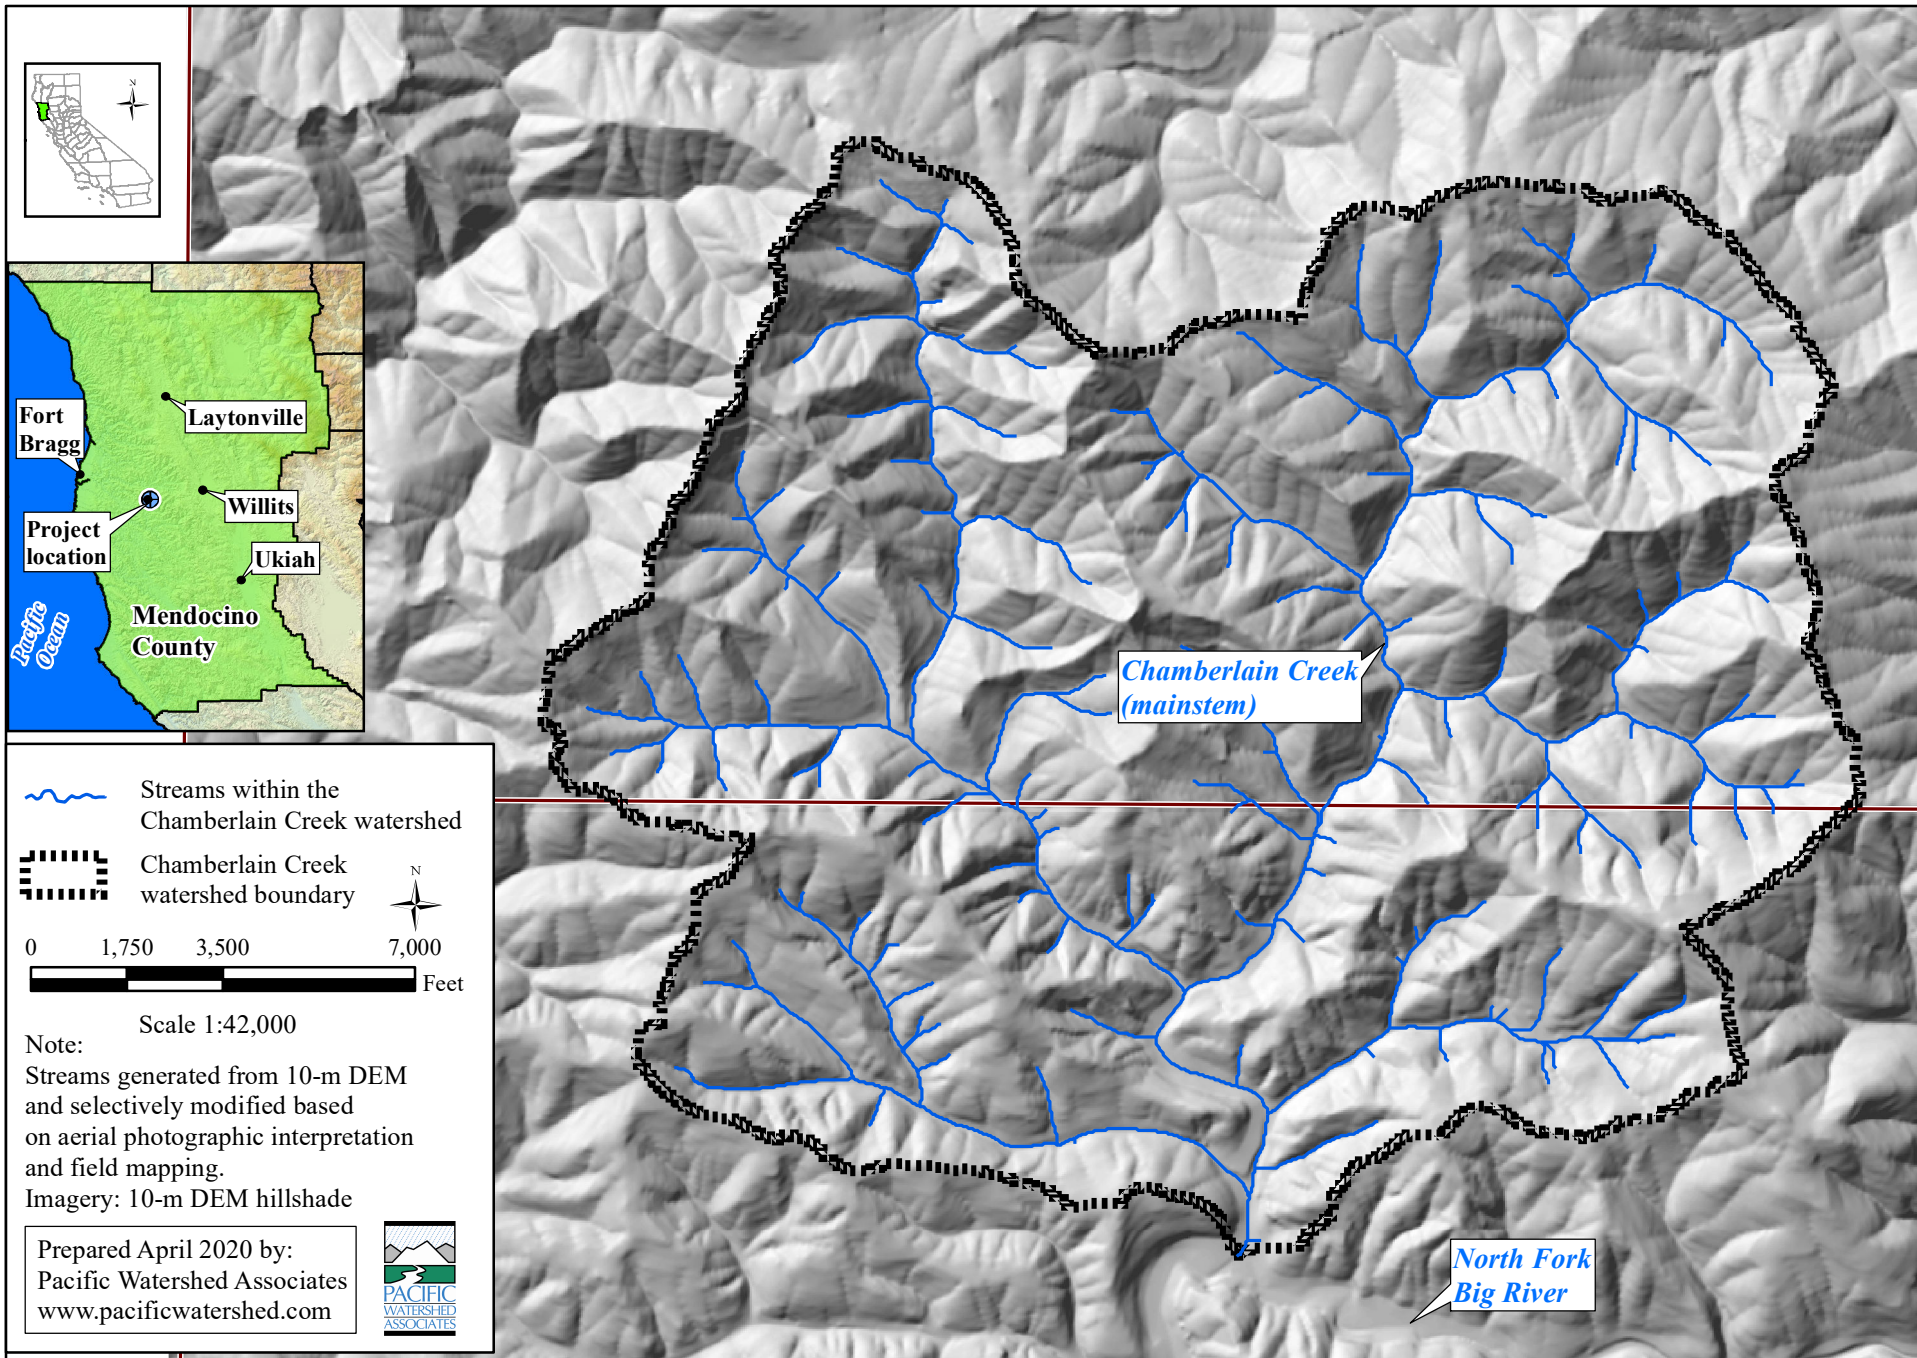 N
Fort
Bragg
Laytonville
Willits
Project
location
Ukiah
Pacific
Ocean
Mendocino
County
Chamberlain Creek
(mainstem)
North Fork
Big River
Streams within the
Chamberlain Creek watershed
Chamberlain Creek
watershed boundary
N
0 1,750 3,500 7,000
Feet
Scale 1:42,000
Note:
Streams generated from 10-m DEM
and selectively modified based
on aerial photographic interpretation
and field mapping.
Imagery: 10-m DEM hillshade
Prepared April 2020 by:
Pacific Watershed Associates
www.pacificwatershed.com
PACIFIC
WATERSHED
ASSOCIATES